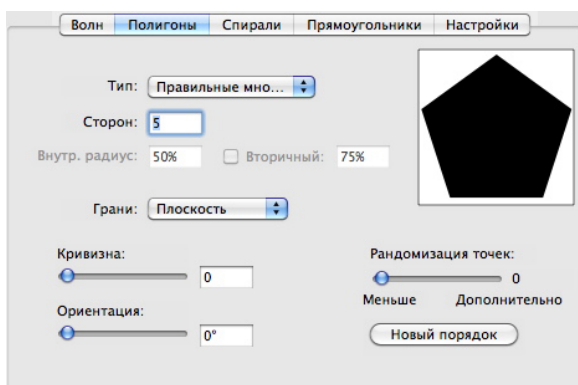 Волн Полигоны Спирали Прямоугольники Настройки
Тип: Правильные мно...
Сторон: 5
Внутр. радиус: 50% Вторичный: 75%
Грани: Плоскость
Кривизна:
0
Ориентация:
0°
Рандомизация точек:
0
Меньше Дополнительно
Новый порядок